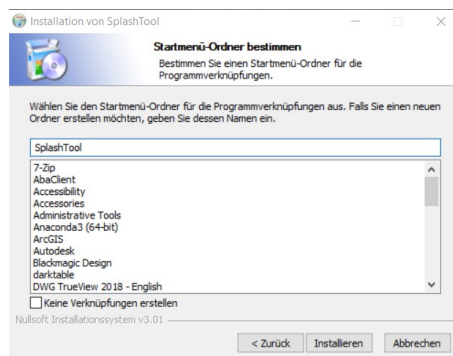 Installation von SplashTool
Startmenü-Ordner bestimmen
Bestimmen Sie einen Startmenü-Ordner für die
Programmverknüpfungen.
Wählen Sie den Startmenü-Ordner für die Programmverknüpfungen aus. Falls Sie einen neuen
Ordner erstellen möchten, geben Sie dessen Namen ein.
SplashTool
7-Zip
AbaClient
Accessibility
Accessories
Administrative Tools
Anaconda3 (64-bit)
ArcGIS
Autodesk
Blackmagic Design
darktable
DWG TrueView 2018 - English
Keine Verknüpfungen erstellen
Nullsoft Installationssystem v3.01
< Zurück Installieren Abbrechen